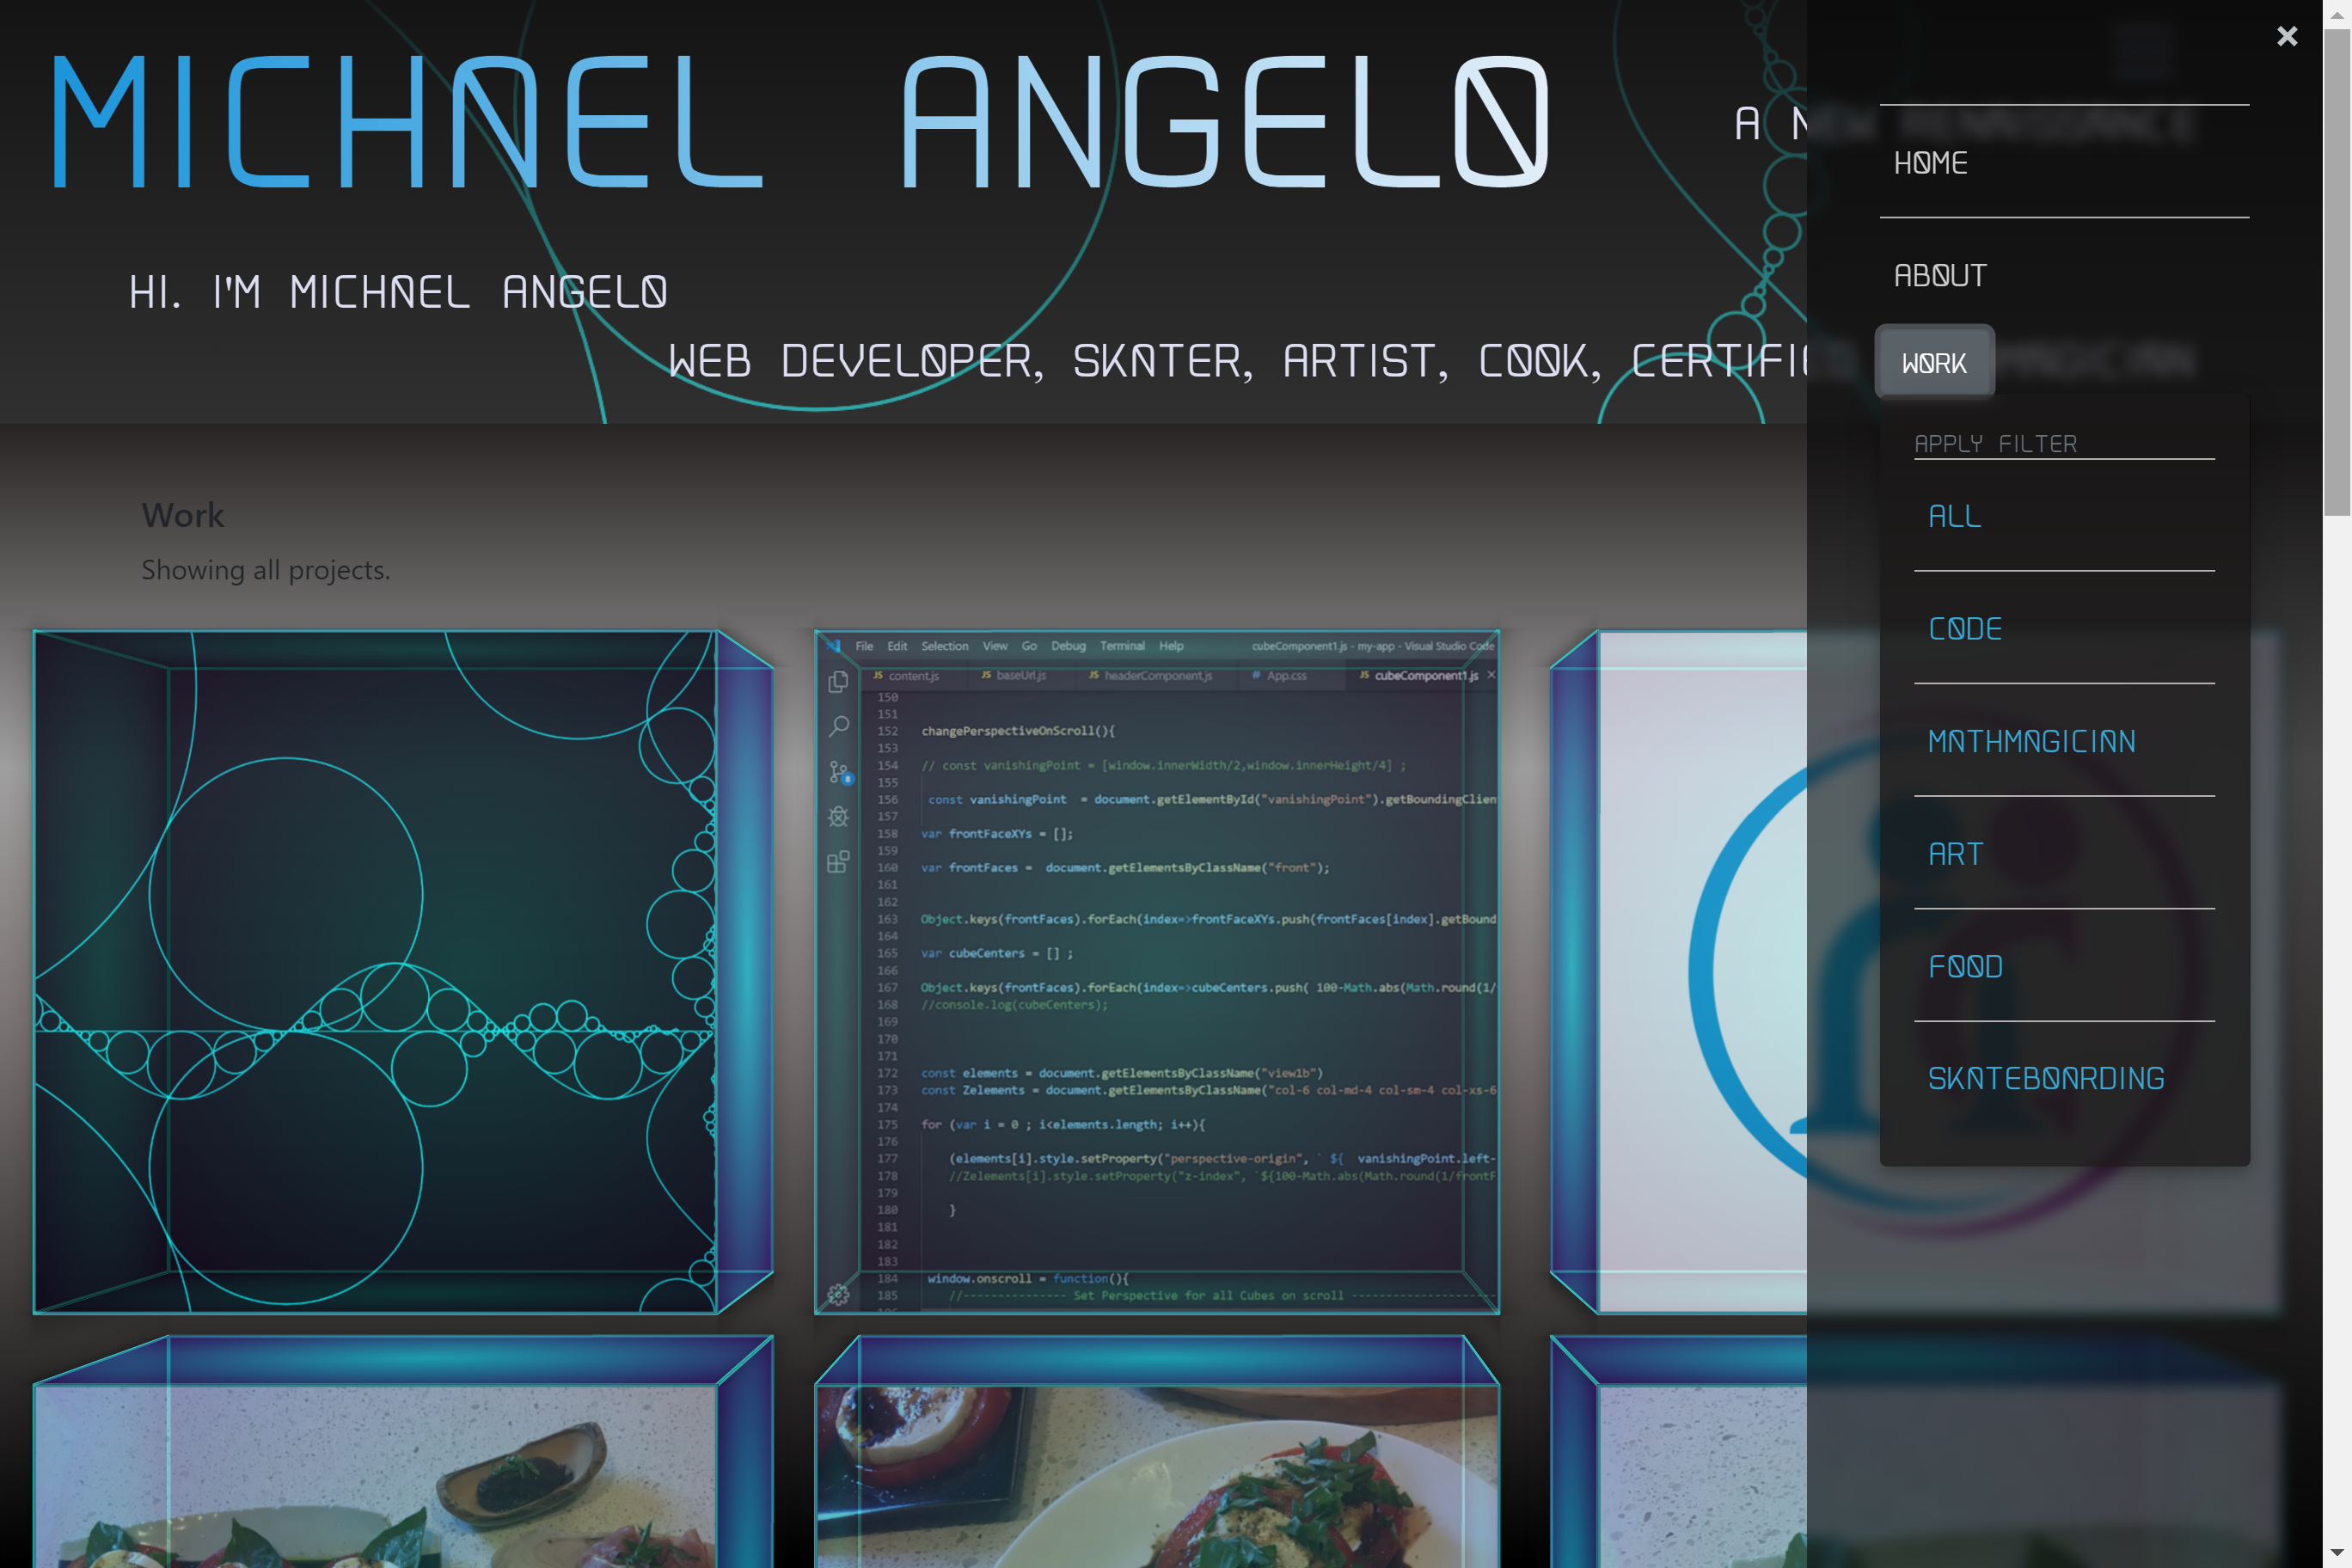 MICHAEL ANGELO
A NEW RENAISSANCE
HI. I'M MICHAEL ANGELO
WEB DEVELOPER, SKATER, ARTIST, COOK, CERTIFIED MATHMAGICIAN
×
HOME
ABOUT
WORK
APPLY FILTER
ALL
CODE
MATHMAGICIAN
ART
FOOD
SKATEBOARDING
Work
Showing all projects.
File Edit Selection View Go Debug Terminal Help cubeComponent1.js - my-app - Visual Studio Code
JS content.js JS baseUrl.js JS headerComponent.js # App.css JS cubeComponent1.js ×
150
151
152 changePerspectiveOnScroll(){
153
154 // const vanishingPoint = [window.innerWidth/2,window.innerHeight/4] ;
155
156 const vanishingPoint = document.getElementById("vanishingPoint").getBoundingClien
157
158 var frontFaceXYs = [];
159
160 var frontFaces = document.getElementsByClassName("front");
161
162
163 Object.keys(frontFaces).forEach(index=>frontFaceXYs.push(frontFaces[index].getBound
164
165 var cubeCenters = [] ;
166
167 Object.keys(frontFaces).forEach(index=>cubeCenters.push( 100-Math.abs(Math.round(1/
168 //console.log(cubeCenters);
169
170
171
172 const elements = document.getElementsByClassName("view1b")
173 const Zelements = document.getElementsByClassName("col-6 col-md-4 col-sm-4 col-xs-6
174
175 for (var i = 0 ; i<elements.length; i++){
176
177 (elements[i].style.setProperty("perspective-origin", ` ${ vanishingPoint.left-
178 //Zelements[i].style.setProperty("z-index", `${100-Math.abs(Math.round(1/frontF
179
180 }
181
182
183
184 window.onscroll = function(){
185 //-------------- Set Perspective for all Cubes on scroll --------------------